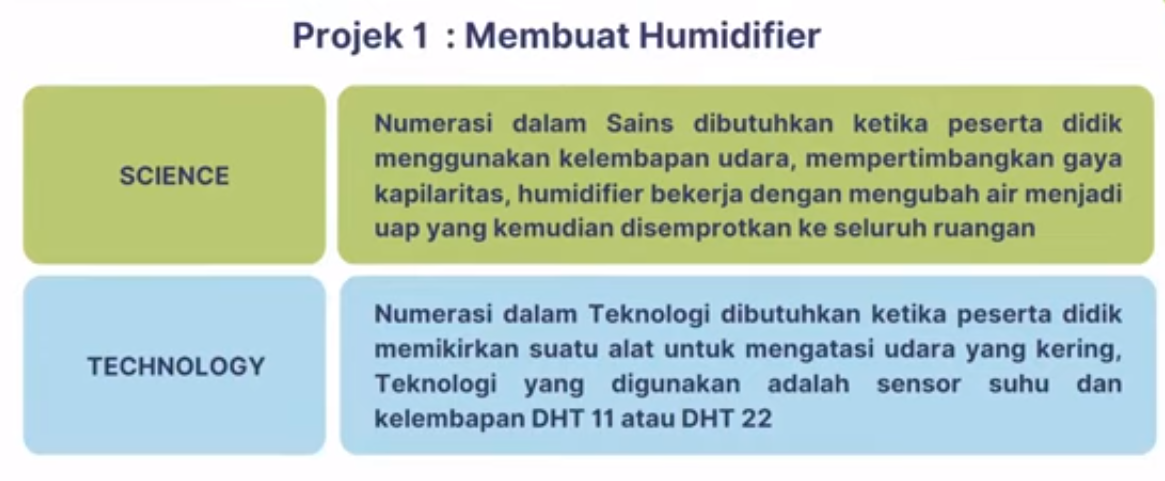 Projek 1 : Membuat Humidifier
SCIENCE
Numerasi dalam Sains dibutuhkan ketika peserta didik
menggunakan kelembapan udara, mempertimbangkan gaya
kapilaritas, humidifier bekerja dengan mengubah air menjadi
uap yang kemudian disemprotkan ke seluruh ruangan
TECHNOLOGY
Numerasi dalam Teknologi dibutuhkan ketika peserta didik
memikirkan suatu alat untuk mengatasi udara yang kering,
Teknologi yang digunakan adalah sensor suhu dan
kelembapan DHT 11 atau DHT 22